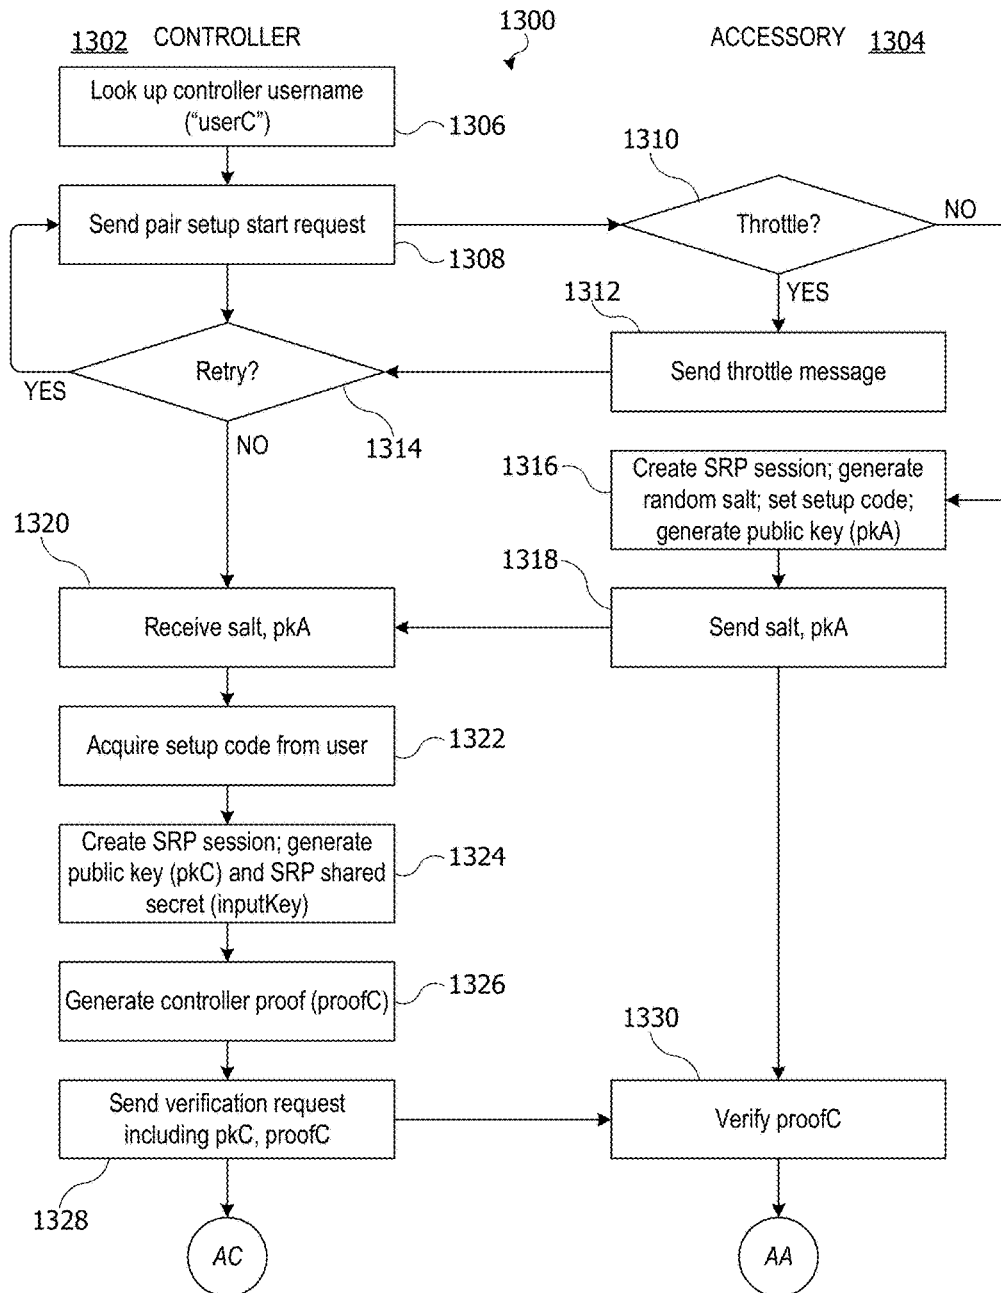 1302 CONTROLLER
1300
ACCESSORY 1304
Look up controller username
("userC")
1306
1310
Send pair setup start request
1308
Throttle?
NO
YES
1312
Retry?
YES
Send throttle message
NO
1314
1316
Create SRP session; generate
random salt; set setup code;
generate public key (pkA)
1320
1318
Receive salt, pkA
Send salt, pkA
Acquire setup code from user
1322
Create SRP session; generate
public key (pkC) and SRP shared
secret (inputKey)
1324
Generate controller proof (proofC)
1326
1330
Send verification request
including pkC, proofC
Verify proofC
1328
AC
AA